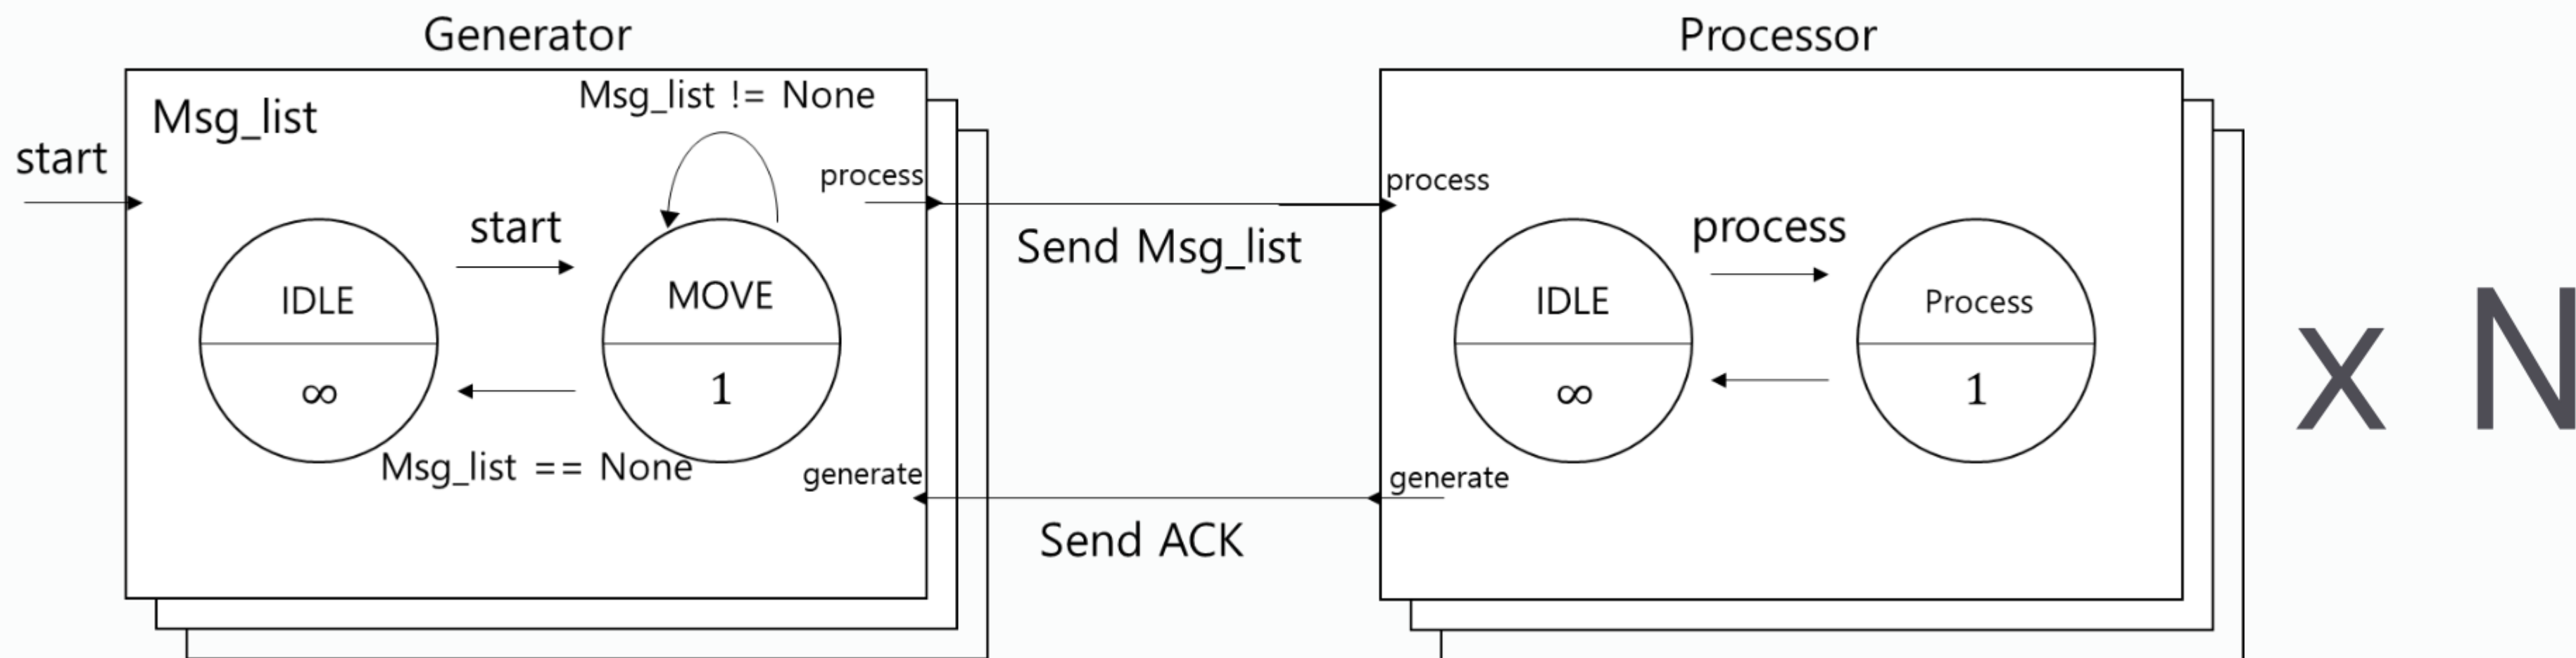 Generator
Processor
Msg_list != None
Msg_list
start
process
process
start
process
Send Msg_list
IDLE
MOVE
IDLE
Process
∞
1
∞
1
x N
Msg_list == None
generate
generate
Send ACK